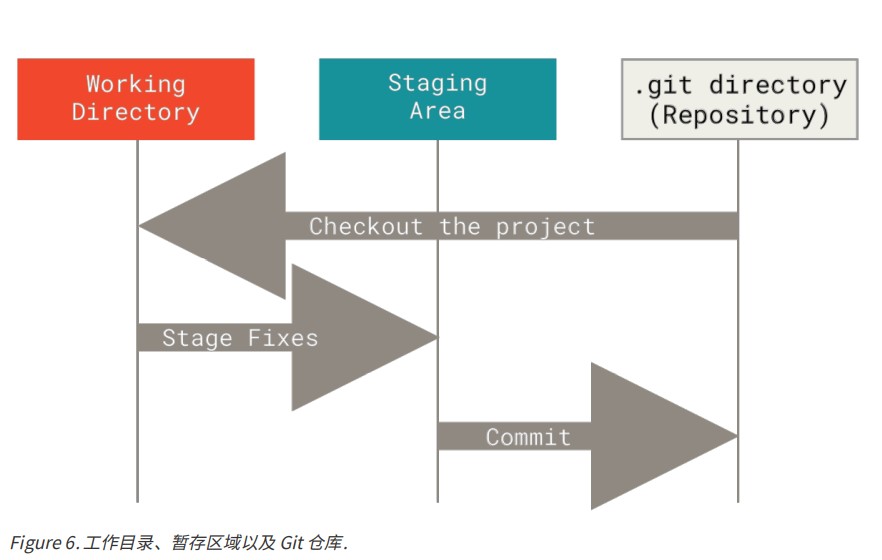 Working
Directory
Staging
Area
.git directory
(Repository)
Checkout the project
Stage Fixes
Commit
Figure 6. 工作目录、暂存区域以及 Git 仓库.